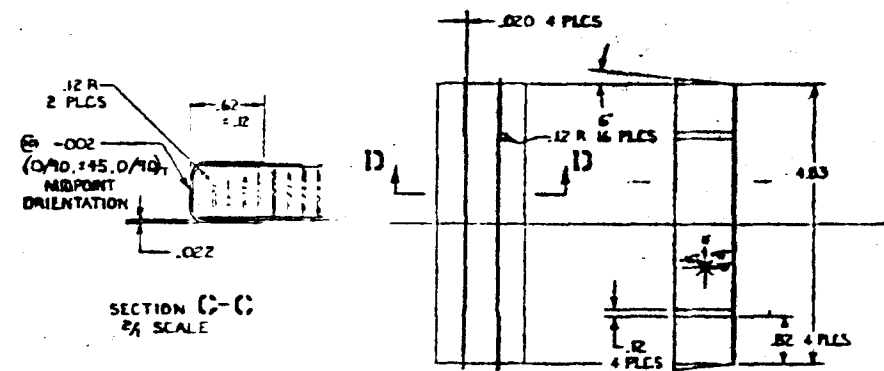 .020 4 PLCS
.12 R
2 PLCS
.62
± .12
-002
(0/90, ±45, 0/90)T
MIDPOINT
ORIENTATION
.022
SECTION C-C
2/1 SCALE
6°
.12 R 16 PLCS
D
D
4.83
.12
4 PLCS
.82 4 PLCS